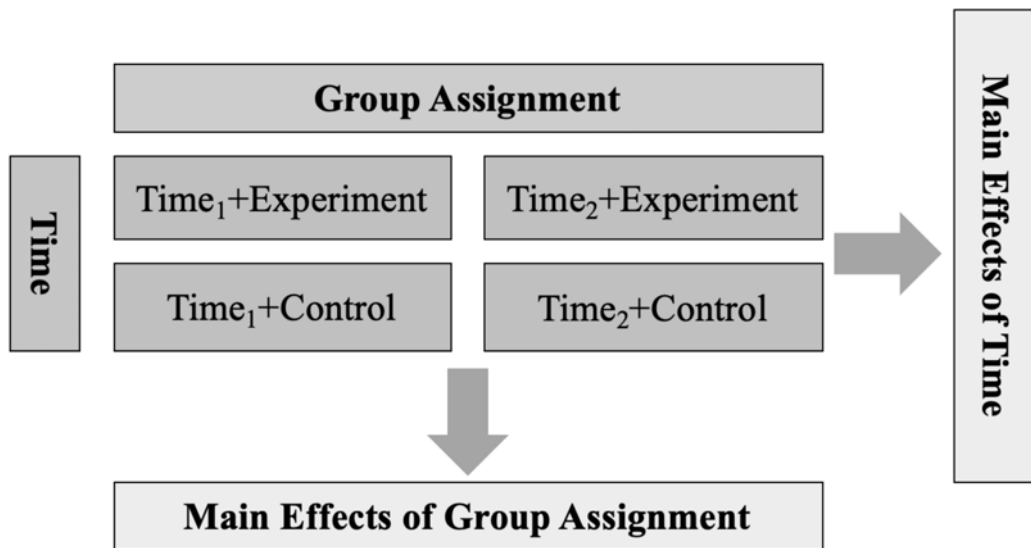 Group Assignment
Time
Time₁+Experiment
Time₂+Experiment
Time₁+Control
Time₂+Control
Main Effects of Time
Main Effects of Group Assignment